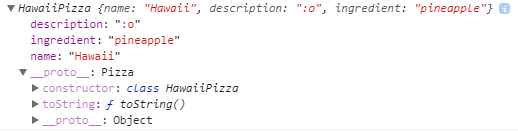 ▼HawaiiPizza {name: "Hawaii", description: ":o", ingredient: "pineapple"} i
description: ":o"
ingredient: "pineapple"
name: "Hawaii"
▼__proto__: Pizza
▶constructor: class HawaiiPizza
▶toString: ƒ toString()
▶__proto__: Object